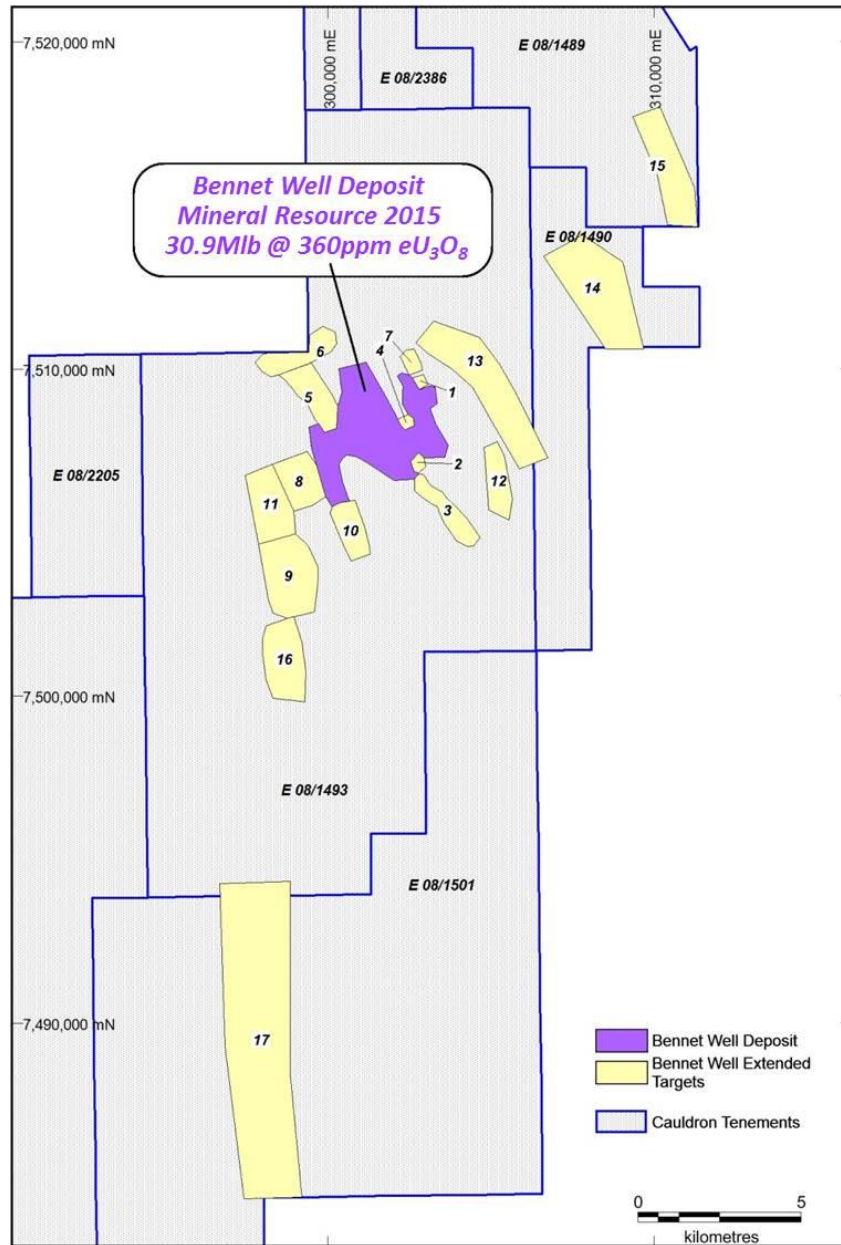 7,520,000 mN
300,000 mE
310,000 mE
E 08/1489
E 08/2386
15
Bennet Well Deposit
Mineral Resource 2015
30.9Mlb @ 360ppm eU₃O₈
E 08/1490
14
7
4
6
13
7,510,000 mN
1
5
E 08/2205
2
8
12
11
3
10
9
16
7,500,000 mN
E 08/1493
E 08/1501
7,490,000 mN
17
Bennet Well Deposit
Bennet Well Extended
Targets
Cauldron Tenements
0 5
kilometres